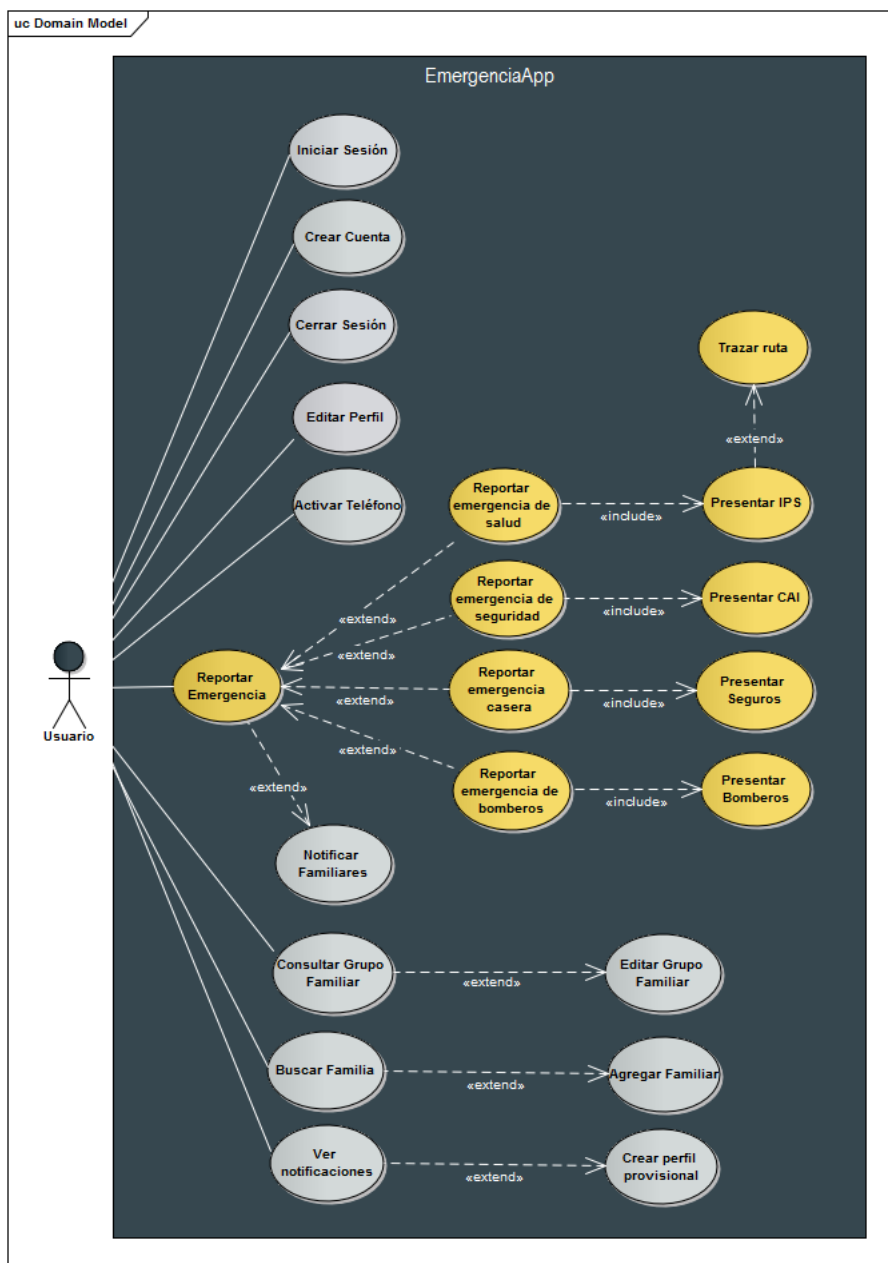 uc Domain Model
EmergenciaApp
Iniciar Sesión
Crear Cuenta
Cerrar Sesión
Trazar ruta
Editar Perfil
«extend»
Activar Teléfono
Reportar
emergencia de
salud
«include»
Presentar IPS
«extend»
Reportar
emergencia de
seguridad
«include»
Presentar CAI
«extend»
Usuario
Reportar
Emergencia
«extend»
Reportar
emergencia
casera
«include»
Presentar
Seguros
«extend»
Reportar
emergencia de
bomberos
«include»
Presentar
Bomberos
«extend»
Notificar
Familiares
Consultar Grupo
Familiar
«extend»
Editar Grupo
Familiar
Buscar Familia
«extend»
Agregar Familiar
Ver
notificaciones
«extend»
Crear perfil
provisional